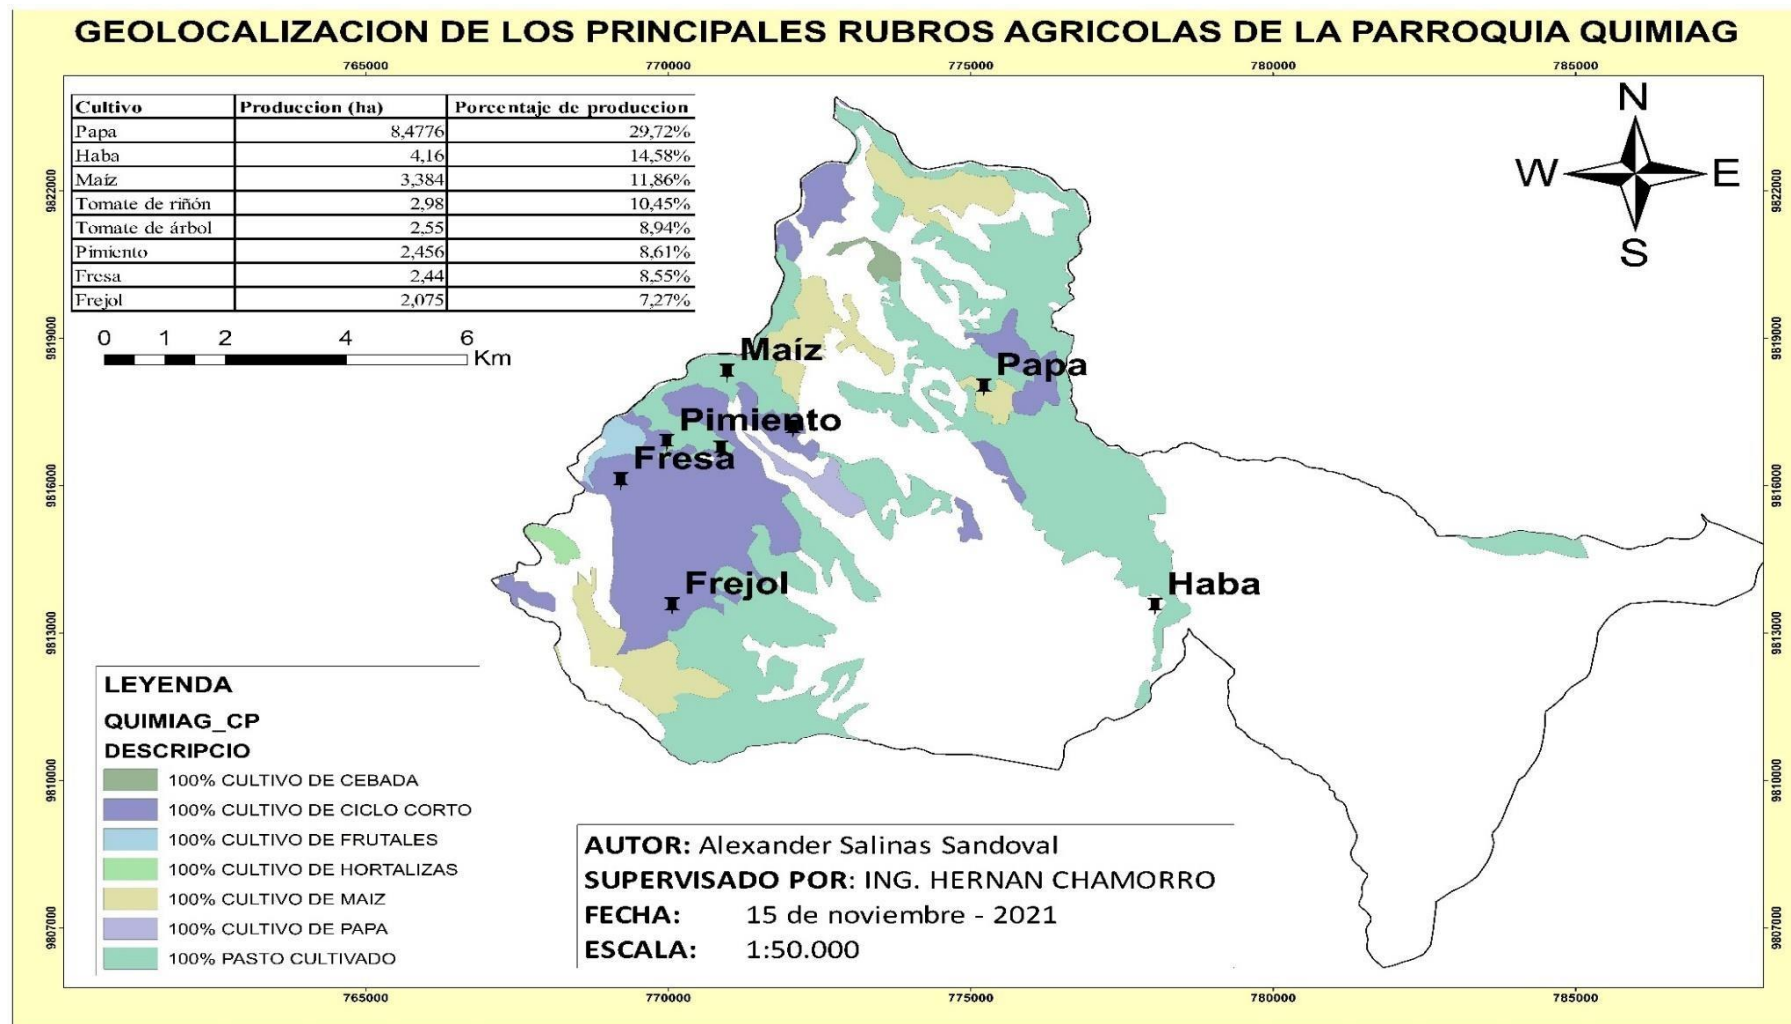 GEOLOCALIZACION DE LOS PRINCIPALES RUBROS AGRICOLAS DE LA PARROQUIA QUIMIAG
765000 770000 775000 780000 785000
Cultivo Produccion (ha) Porcentaje de produccion
Papa 8,4776 29,72%
Haba 4,16 14,58%
Maíz 3,384 11,86%
Tomate de riñón 2,98 10,45%
Tomate de árbol 2,55 8,94%
Pimiento 2,456 8,61%
Fresa 2,44 8,55%
Frejol 2,075 7,27%
N
W E
S
9822000 9822000
0 1 2 4 6
Km
9819000 9819000
Maíz
Papa
Pimiento
Fresa
9816000 9816000
Frejol
Haba
9813000 9813000
LEYENDA
QUIMIAG_CP
DESCRIPCIO
100% CULTIVO DE CEBADA
100% CULTIVO DE CICLO CORTO
100% CULTIVO DE FRUTALES
100% CULTIVO DE HORTALIZAS
100% CULTIVO DE MAIZ
100% CULTIVO DE PAPA
100% PASTO CULTIVADO
9810000 9810000
AUTOR: Alexander Salinas Sandoval
SUPERVISADO POR: ING. HERNAN CHAMORRO
FECHA: 15 de noviembre - 2021
ESCALA: 1:50.000
9807000 9807000
765000 770000 775000 780000 785000